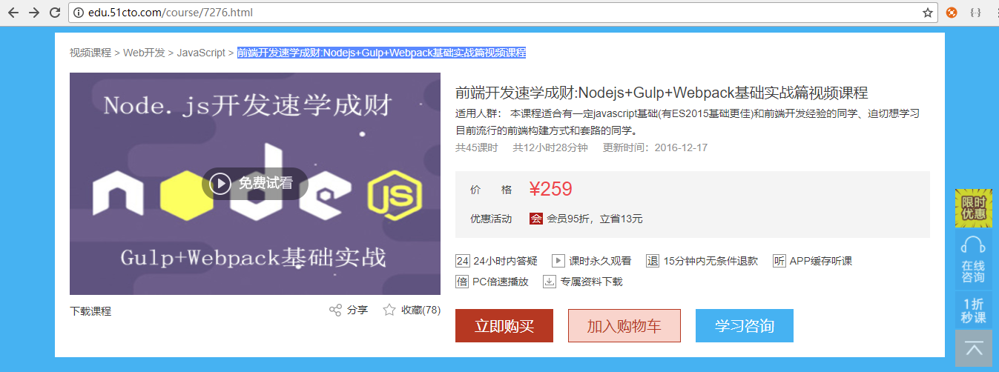 edu.51cto.com/course/7276.html
视频课程 > Web开发 > JavaScript > 前端开发速学成财:Nodejs+Gulp+Webpack基础实战篇视频课程
Node.js开发速学成财
node
JS
免费试看
Gulp+Webpack基础实战
下载课程
分享
收藏(78)
前端开发速学成财:Nodejs+Gulp+Webpack基础实战篇视频课程
适用人群： 本课程适合有一定javascript基础(有ES2015基础更佳)和前端开发经验的同学、迫切想学习
目前流行的前端构建方式和套路的同学。
共45课时 共12小时28分钟 更新时间：2016-12-17
价 格 ¥259
优惠活动 会 会员95折，立省13元
24 24小时内答疑 课时永久观看 退 15分钟内无条件退款 听 APP缓存听课
倍 PC倍速播放 专属资料下载
立即购买 加入购物车 学习咨询
限时
优惠
在线
咨询
1折
秒课